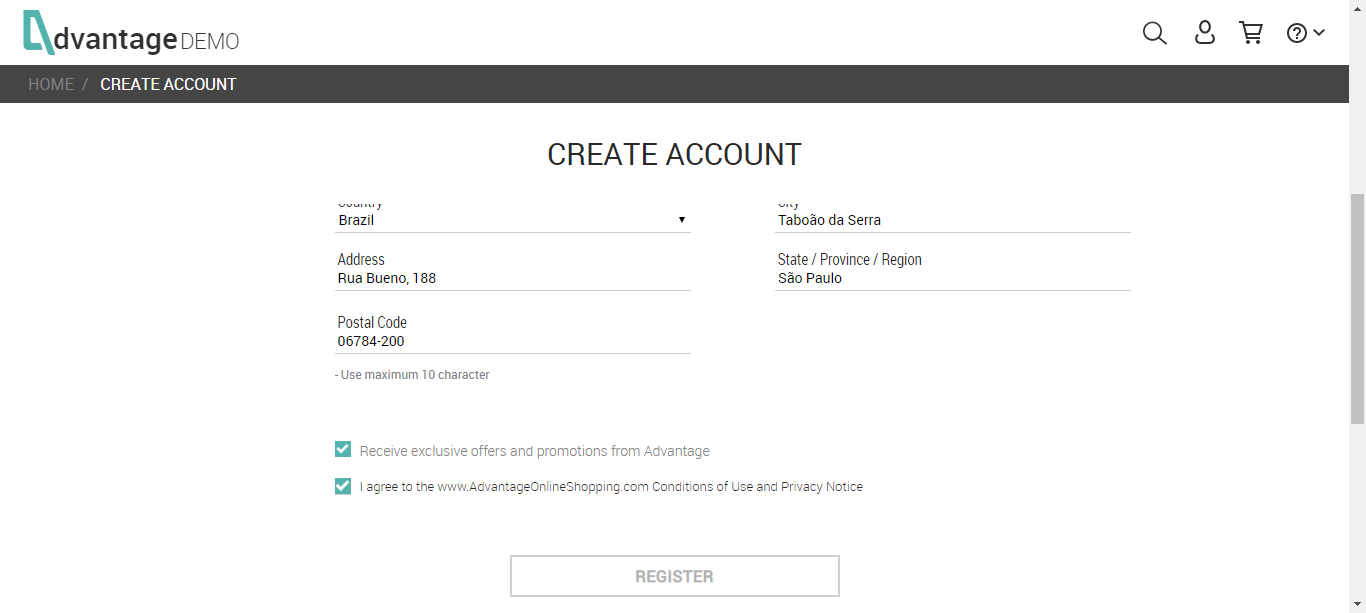 dvantage DEMO
HOME / CREATE ACCOUNT
CREATE ACCOUNT
Country
City
Brazil
Taboão da Serra
Address
State / Province / Region
Rua Bueno, 188
São Paulo
Postal Code
06784-200
- Use maximum 10 character
Receive exclusive offers and promotions from Advantage
I agree to the www.AdvantageOnlineShopping.com Conditions of Use and Privacy Notice
REGISTER